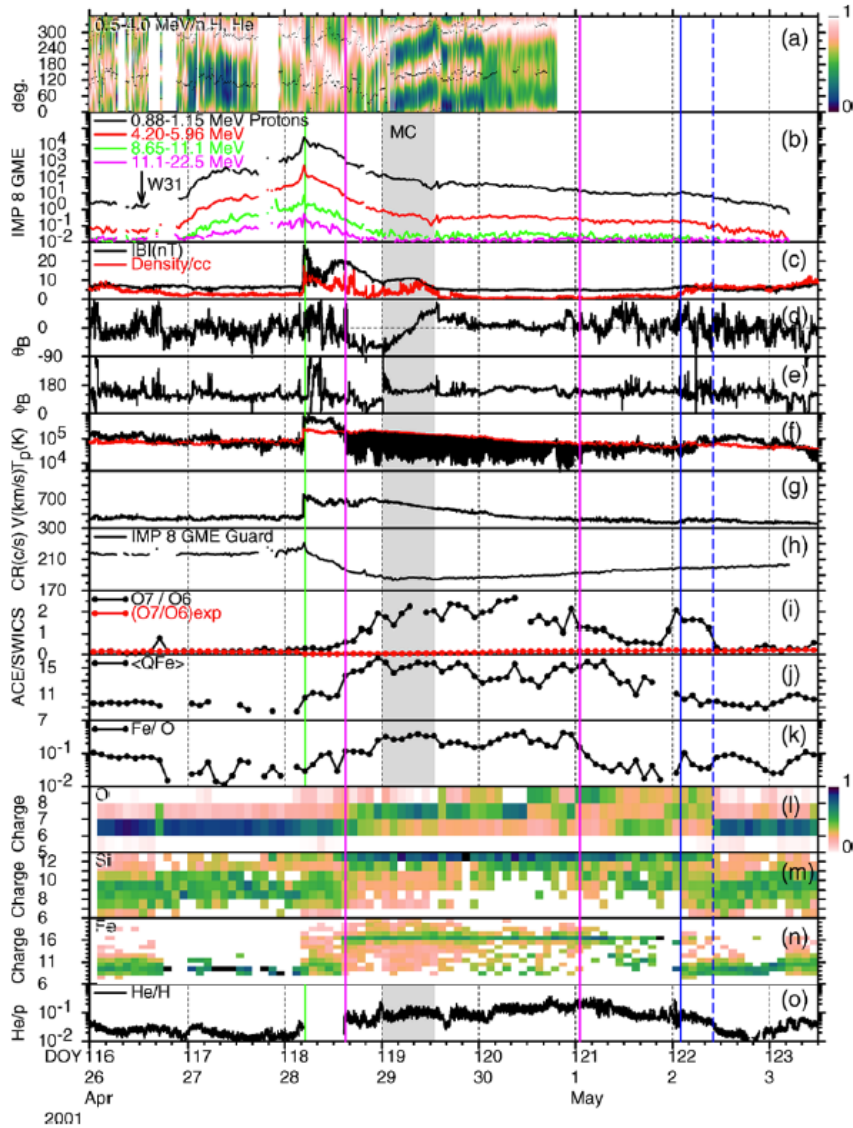 0.5-4.0 MeV/n H, He
(a)
1
0
360
300
240
180
120
60
0
deg.
0.88-1.15 MeV Protons
4.20-5.96 MeV
8.65-11.1 MeV
11.1-22.5 MeV
MC
(b)
W31
10^4
10^3
10^2
10^1
10^0
10^-1
10^-2
IMP 8 GME
|B|(nT)
Density/cc
(c)
20
10
0
(d)
0
-90
θB
(e)
180
0
ϕB
(f)
10^5
10^4
Tp(K)
(g)
700
300
V(km/s)
IMP 8 GME Guard
(h)
210
170
CR(c/s)
O7 / O6
(O7/O6)exp
(i)
2
1
0
<QFe>
(j)
15
11
7
ACE/SWICS
Fe/ O
(k)
10^-1
10^-2
O
(l)
8
7
6
5
Charge
1
0
Si
(m)
12
10
8
6
Charge
Fe
(n)
16
11
6
Charge
He/H
(o)
10^-1
10^-2
He/p
DOY 116 117 118 119 120 121 122 123
26 27 28 29 30 1 2 3
Apr May
2001